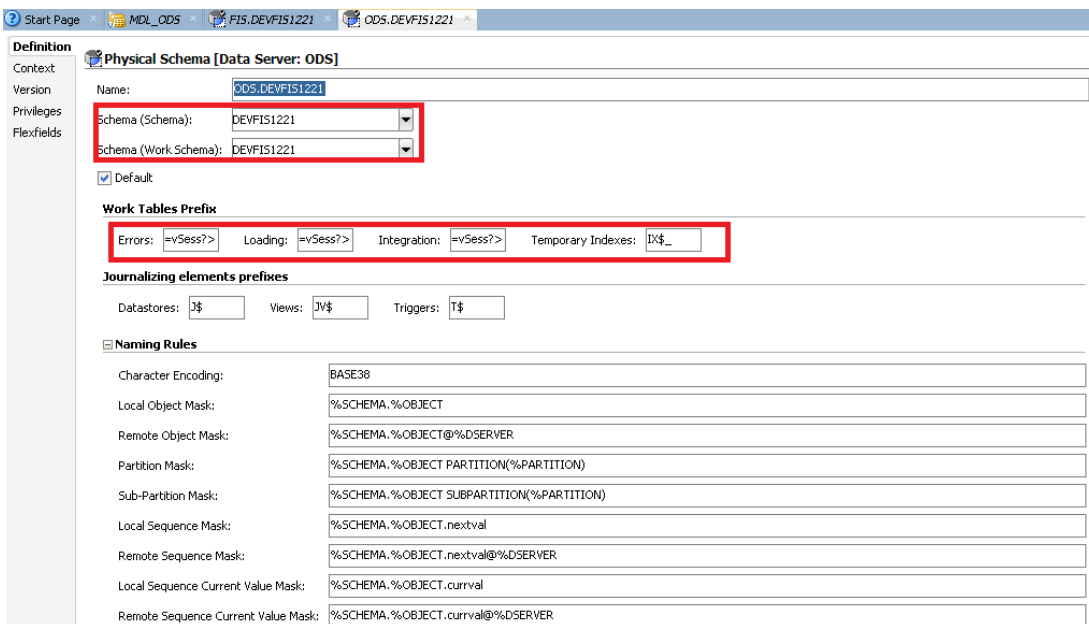 Start Page MDL_ODS FIS.DEVFIS1221 ODS.DEVFIS1221
Definition
Context
Version
Privileges
Flexfields
Physical Schema [Data Server: ODS]
Name: ODS.DEVFIS1221
Schema (Schema): DEVFIS1221
Schema (Work Schema): DEVFIS1221
Default
Work Tables Prefix
Errors: =vSess?> Loading: =vSess?> Integration: =vSess?> Temporary Indexes: IX$_
Journalizing elements prefixes
Datastores: J$ Views: JV$ Triggers: T$
Naming Rules
Character Encoding: BASE38
Local Object Mask: %SCHEMA.%OBJECT
Remote Object Mask: %SCHEMA.%OBJECT@%DSERVER
Partition Mask: %SCHEMA.%OBJECT PARTITION(%PARTITION)
Sub-Partition Mask: %SCHEMA.%OBJECT SUBPARTITION(%PARTITION)
Local Sequence Mask: %SCHEMA.%OBJECT.nextval
Remote Sequence Mask: %SCHEMA.%OBJECT.nextval@%DSERVER
Local Sequence Current Value Mask: %SCHEMA.%OBJECT.currval
Remote Sequence Current Value Mask: %SCHEMA.%OBJECT.currval@%DSERVER